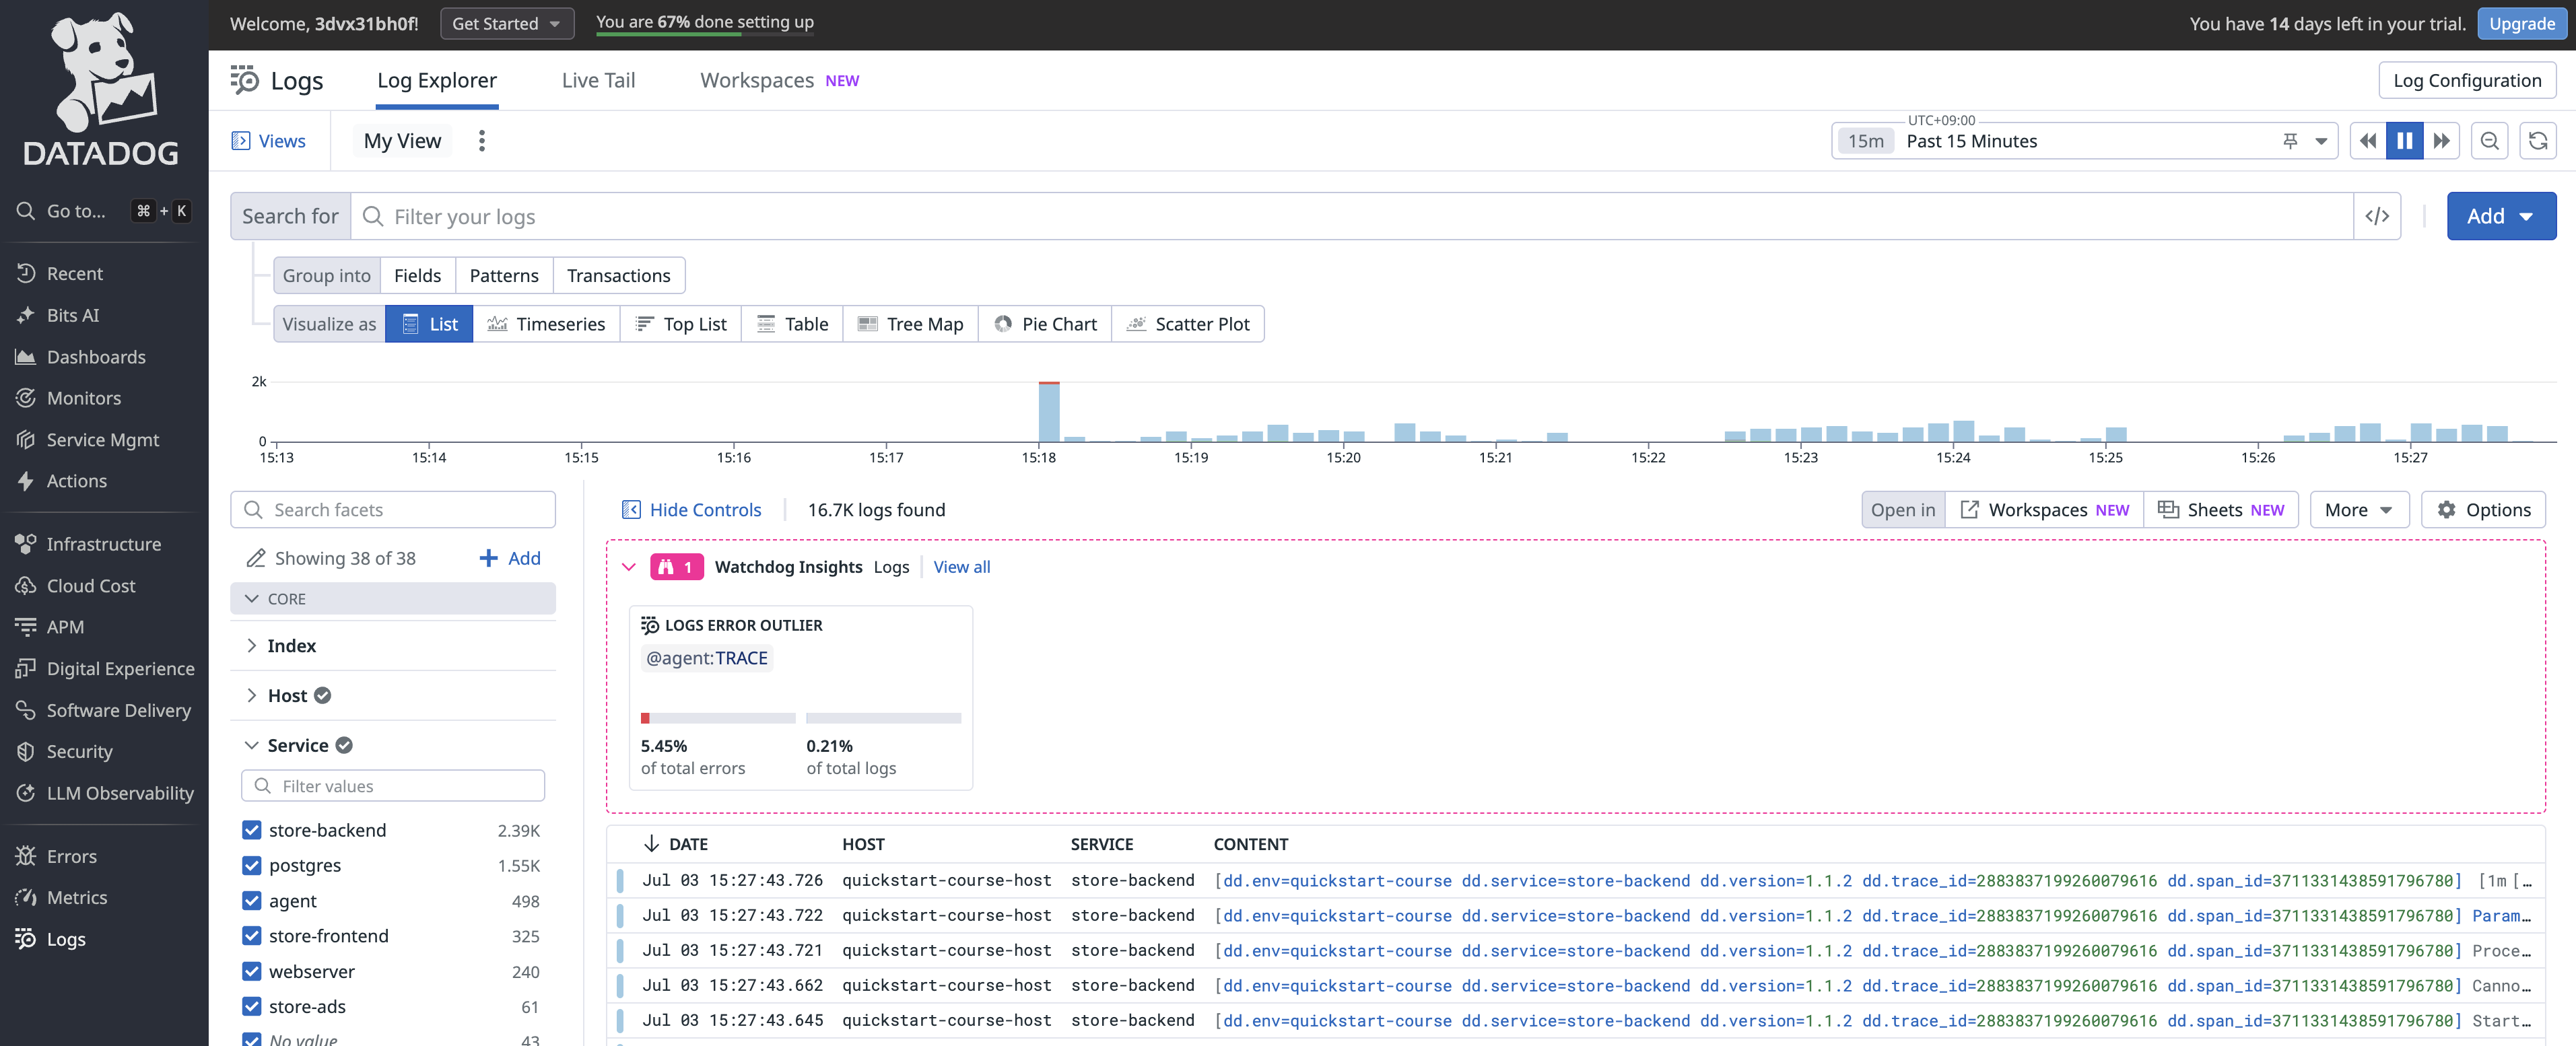 Welcome, 3dvx31bh0f! Get Started You are 67% done setting up You have 14 days left in your trial. Upgrade
DATADOG
Go to... ⌘ + K
Recent
Bits AI
Dashboards
Monitors
Service Mgmt
Actions
Infrastructure
Cloud Cost
APM
Digital Experience
Software Delivery
Security
LLM Observability
Errors
Metrics
Logs
Logs Log Explorer Live Tail Workspaces NEW Log Configuration
Views My View UTC+09:00 15m Past 15 Minutes
Search for Filter your logs </> Add
Group into Fields Patterns Transactions
Visualize as List Timeseries Top List Table Tree Map Pie Chart Scatter Plot
2k
0
15:13 15:14 15:15 15:16 15:17 15:18 15:19 15:20 15:21 15:22 15:23 15:24 15:25 15:26 15:27
Search facets
Showing 38 of 38 Add
CORE
Index
Host
Service
Filter values
store-backend 2.39K
postgres 1.55K
agent 498
store-frontend 325
webserver 240
store-ads 61
No value 43
Hide Controls 16.7K logs found Open in Workspaces NEW Sheets NEW More Options
1 Watchdog Insights Logs View all
LOGS ERROR OUTLIER
@agent:TRACE
5.45% 0.21%
of total errors of total logs
DATE HOST SERVICE CONTENT
Jul 03 15:27:43.726 quickstart-course-host store-backend [dd.env=quickstart-course dd.service=store-backend dd.version=1.1.2 dd.trace_id=2883837199260079616 dd.span_id=3711331438591796780] [1m […
Jul 03 15:27:43.722 quickstart-course-host store-backend [dd.env=quickstart-course dd.service=store-backend dd.version=1.1.2 dd.trace_id=2883837199260079616 dd.span_id=3711331438591796780] Param…
Jul 03 15:27:43.721 quickstart-course-host store-backend [dd.env=quickstart-course dd.service=store-backend dd.version=1.1.2 dd.trace_id=2883837199260079616 dd.span_id=3711331438591796780] Proce…
Jul 03 15:27:43.662 quickstart-course-host store-backend [dd.env=quickstart-course dd.service=store-backend dd.version=1.1.2 dd.trace_id=2883837199260079616 dd.span_id=3711331438591796780] Canno…
Jul 03 15:27:43.645 quickstart-course-host store-backend [dd.env=quickstart-course dd.service=store-backend dd.version=1.1.2 dd.trace_id=2883837199260079616 dd.span_id=3711331438591796780] Start…